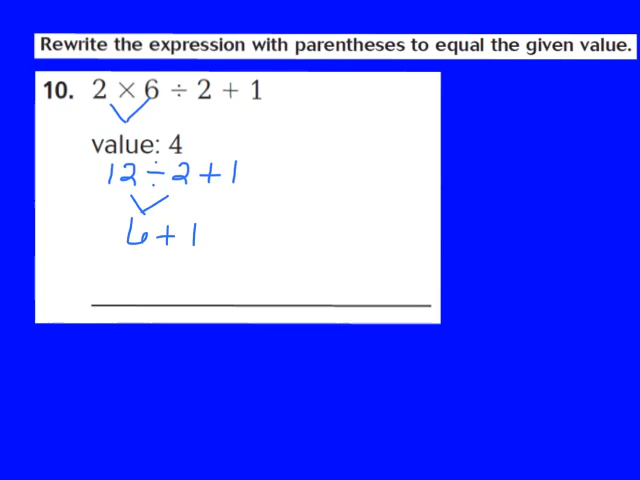 Rewrite the expression with parentheses to equal the given value.
10. 2 × 6 ÷ 2 + 1
value: 4
12 ÷ 2 + 1
6 + 1